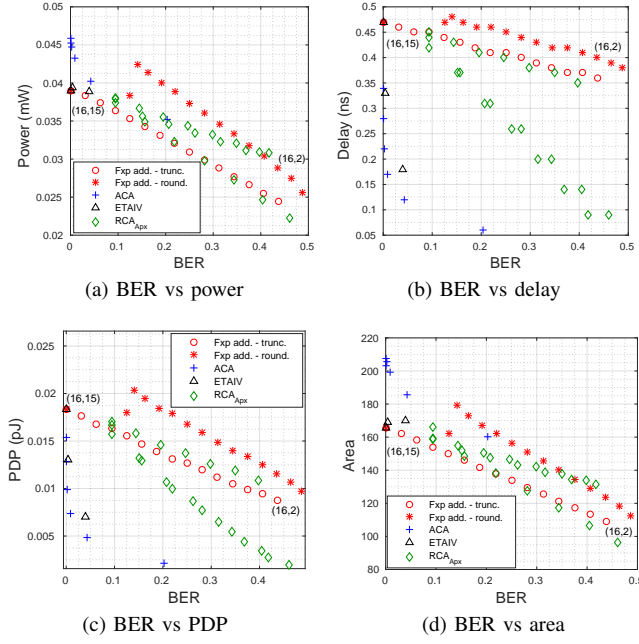 0.05
0.045
0.04
0.035
0.03
0.025
0.02
Power (mW)
(16,15)
(16,2)
Fxp add. - trunc.
Fxp add. - round.
ACA
ETAIV
RCA_Apx
0 0.1 0.2 0.3 0.4 0.5
BER
(a) BER vs power
0.5
0.45
0.4
0.35
0.3
0.25
0.2
0.15
0.1
0.05
Delay (ns)
(16,15)
(16,2)
0 0.1 0.2 0.3 0.4 0.5
BER
(b) BER vs delay
0.025
0.02
0.015
0.01
0.005
PDP (pJ)
(16,15)
(16,2)
Fxp add. - trunc.
Fxp add. - round.
ACA
ETAIV
RCA_Apx
0 0.1 0.2 0.3 0.4
BER
(c) BER vs PDP
220
200
180
160
140
120
100
80
Area
(16,15)
(16,2)
Fxp add. - trunc.
Fxp add. - round.
ACA
ETAIV
RCA_Apx
0 0.1 0.2 0.3 0.4 0.5
BER
(d) BER vs area